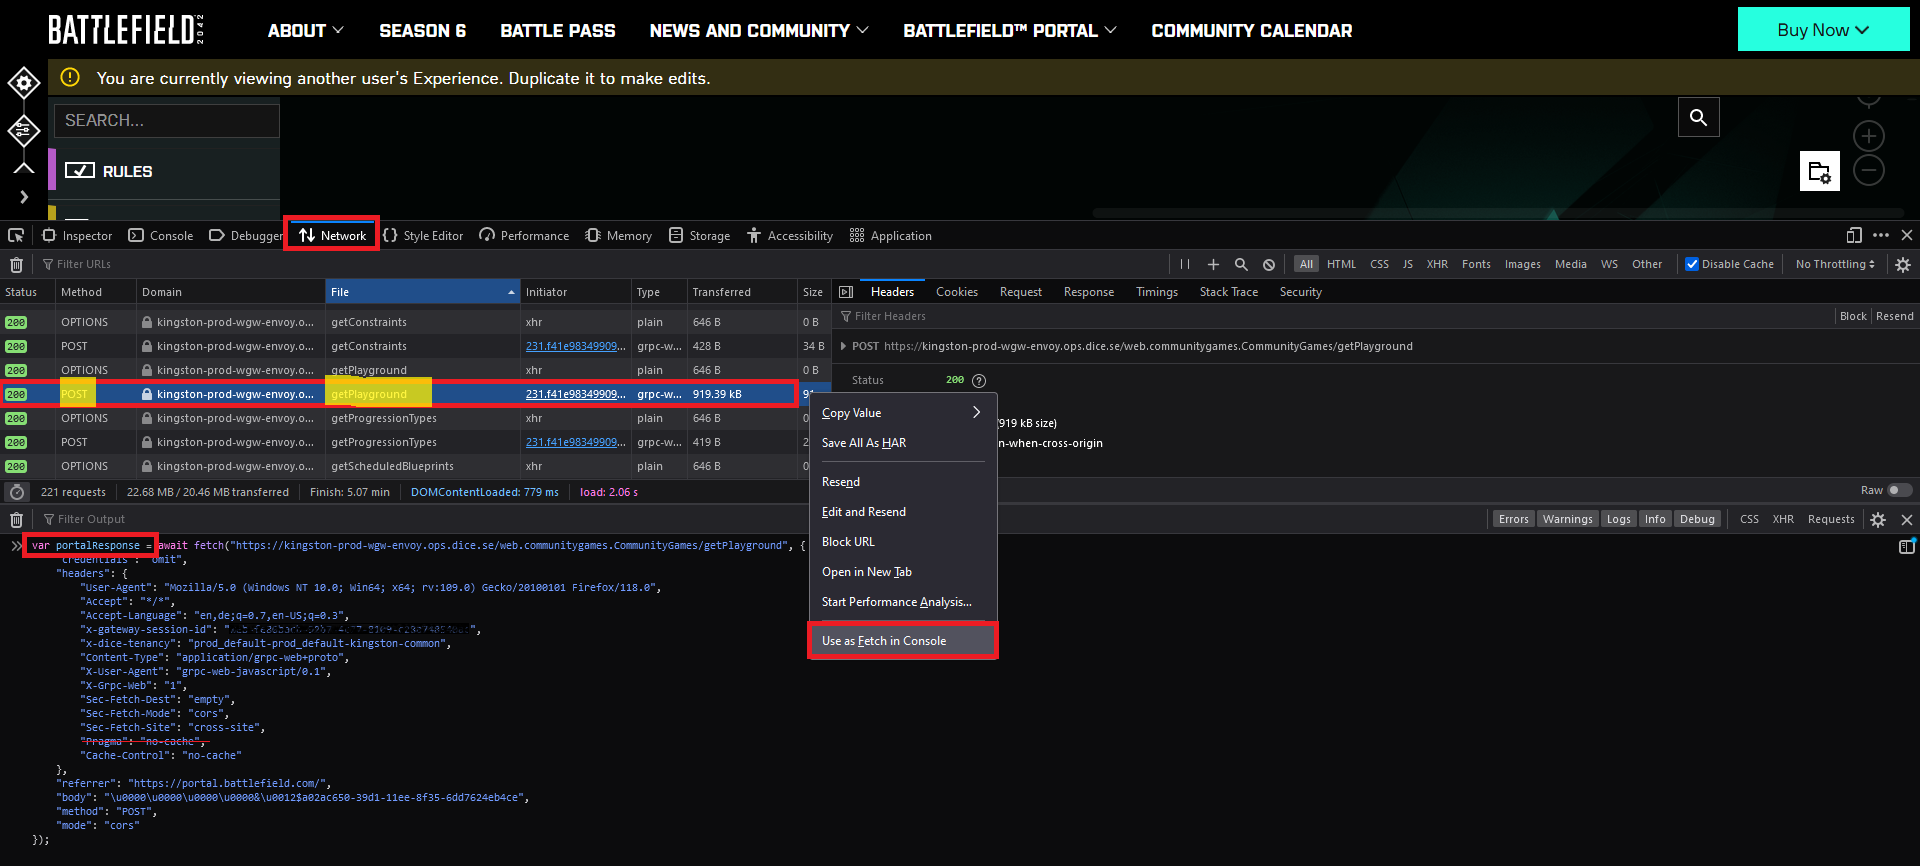 BATTLEFIELD 2042
ABOUT SEASON 6 BATTLE PASS NEWS AND COMMUNITY BATTLEFIELD™ PORTAL COMMUNITY CALENDAR Buy Now
You are currently viewing another user's Experience. Duplicate it to make edits.
SEARCH...
RULES
Inspector Console Debugger Network Style Editor Performance Memory Storage Accessibility Application
Filter URLs All HTML CSS JS XHR Fonts Images Media WS Other Disable Cache No Throttling
Status Method Domain File Initiator Type Transferred Size
200 OPTIONS kingston-prod-wgw-envoy.o... getConstraints xhr plain 646 B 0 B
200 POST kingston-prod-wgw-envoy.o... getConstraints 231.f41e98349909... grpc-w... 428 B 34 B
200 OPTIONS kingston-prod-wgw-envoy.o... getPlayground xhr plain 646 B 0 B
200 POST kingston-prod-wgw-envoy.o... getPlayground 231.f41e98349909... grpc-w... 919.39 kB
200 OPTIONS kingston-prod-wgw-envoy.o... getProgressionTypes xhr plain 646 B 0
200 POST kingston-prod-wgw-envoy.o... getProgressionTypes 231.f41e98349909... grpc-w... 419 B 2
200 OPTIONS kingston-prod-wgw-envoy.o... getScheduledBlueprints xhr plain 646 B 0
221 requests 22.68 MB / 20.46 MB transferred Finish: 5.07 min DOMContentLoaded: 779 ms load: 2.06 s
Headers Cookies Request Response Timings Stack Trace Security
Filter Headers Block Resend
POST https://kingston-prod-wgw-envoy.ops.dice.se/web.communitygames.CommunityGames/getPlayground
Status 200 ?
(919 kB size)
n-when-cross-origin
Raw
Copy Value
Save All As HAR
Resend
Edit and Resend
Block URL
Open in New Tab
Start Performance Analysis...
Use as Fetch in Console
Filter Output Errors Warnings Logs Info Debug CSS XHR Requests
var portalResponse = await fetch("https://kingston-prod-wgw-envoy.ops.dice.se/web.communitygames.CommunityGames/getPlayground", {
"credentials": "omit",
"headers": {
"User-Agent": "Mozilla/5.0 (Windows NT 10.0; Win64; x64; rv:109.0) Gecko/20100101 Firefox/118.0",
"Accept": "*/*",
"Accept-Language": "en,de;q=0.7,en-US;q=0.3",
"x-gateway-session-id": "
",
"x-dice-tenancy": "prod_default-prod_default-kingston-common",
"Content-Type": "application/grpc-web+proto",
"X-User-Agent": "grpc-web-javascript/0.1",
"X-Grpc-Web": "1",
"Sec-Fetch-Dest": "empty",
"Sec-Fetch-Mode": "cors",
"Sec-Fetch-Site": "cross-site",
"Pragma": "no-cache",
"Cache-Control": "no-cache"
},
"referrer": "https://portal.battlefield.com/",
"body": "\u0000\u0000\u0000\u0000&\u0012$a02ac650-39d1-11ee-8f35-6dd7624eb4ce",
"method": "POST",
"mode": "cors"
});